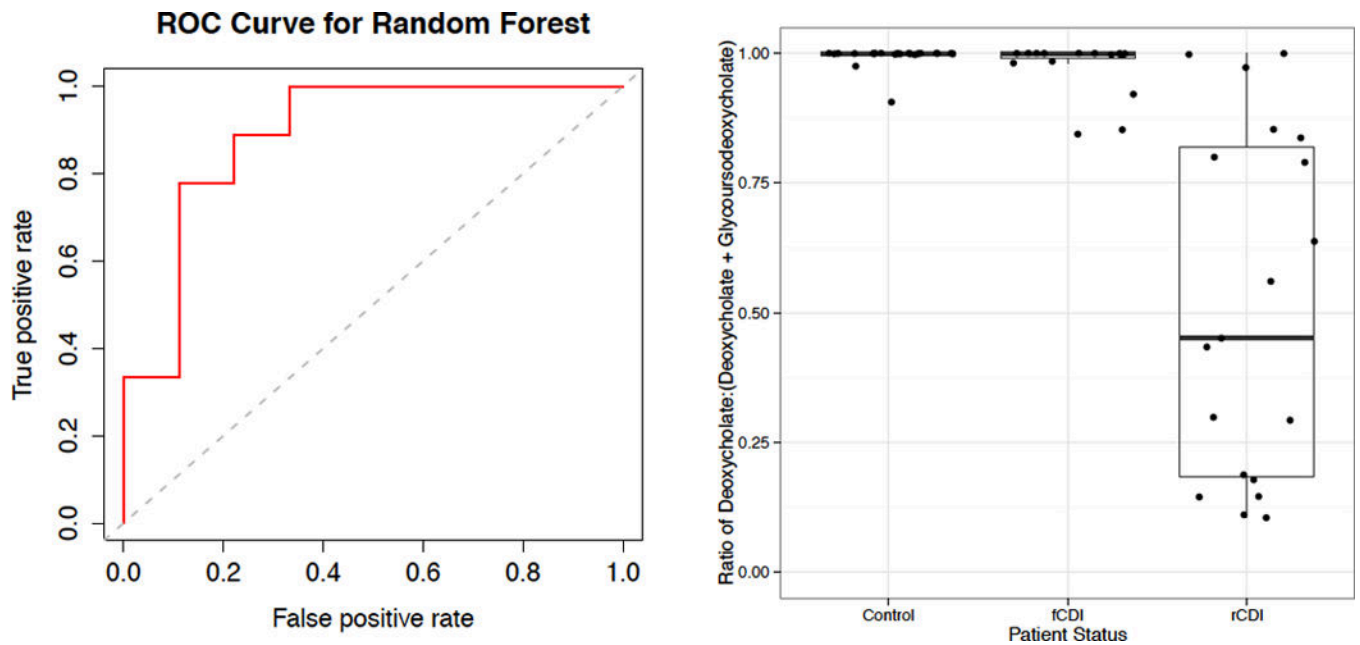 ROC Curve for Random Forest
True positive rate
1.0
0.8
0.6
0.4
0.2
0.0
0.0 0.2 0.4 0.6 0.8 1.0
False positive rate
Ratio of Deoxycholate:(Deoxycholate + Glycoursodeoxycholate)
1.00
0.75
0.50
0.25
0.00
Control fCDI rCDI
Patient Status